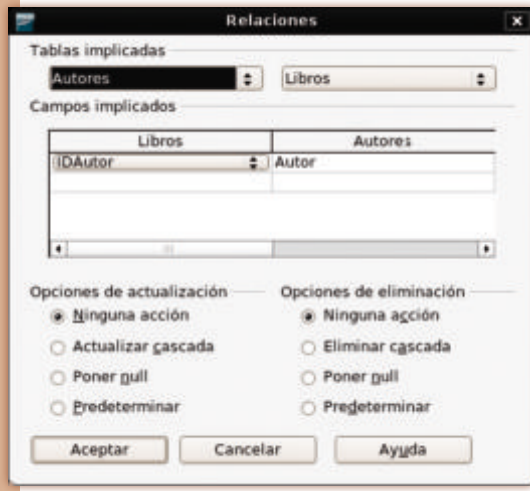 Relaciones
Tablas implicadas
Autores Libros
Campos implicados
Libros Autores
IDAutor Autor
Opciones de actualización Opciones de eliminación
Ninguna acción Ninguna acción
Actualizar cascada Eliminar cascada
Poner null Poner null
Predeterminar Predeterminar
Aceptar Cancelar Ayuda